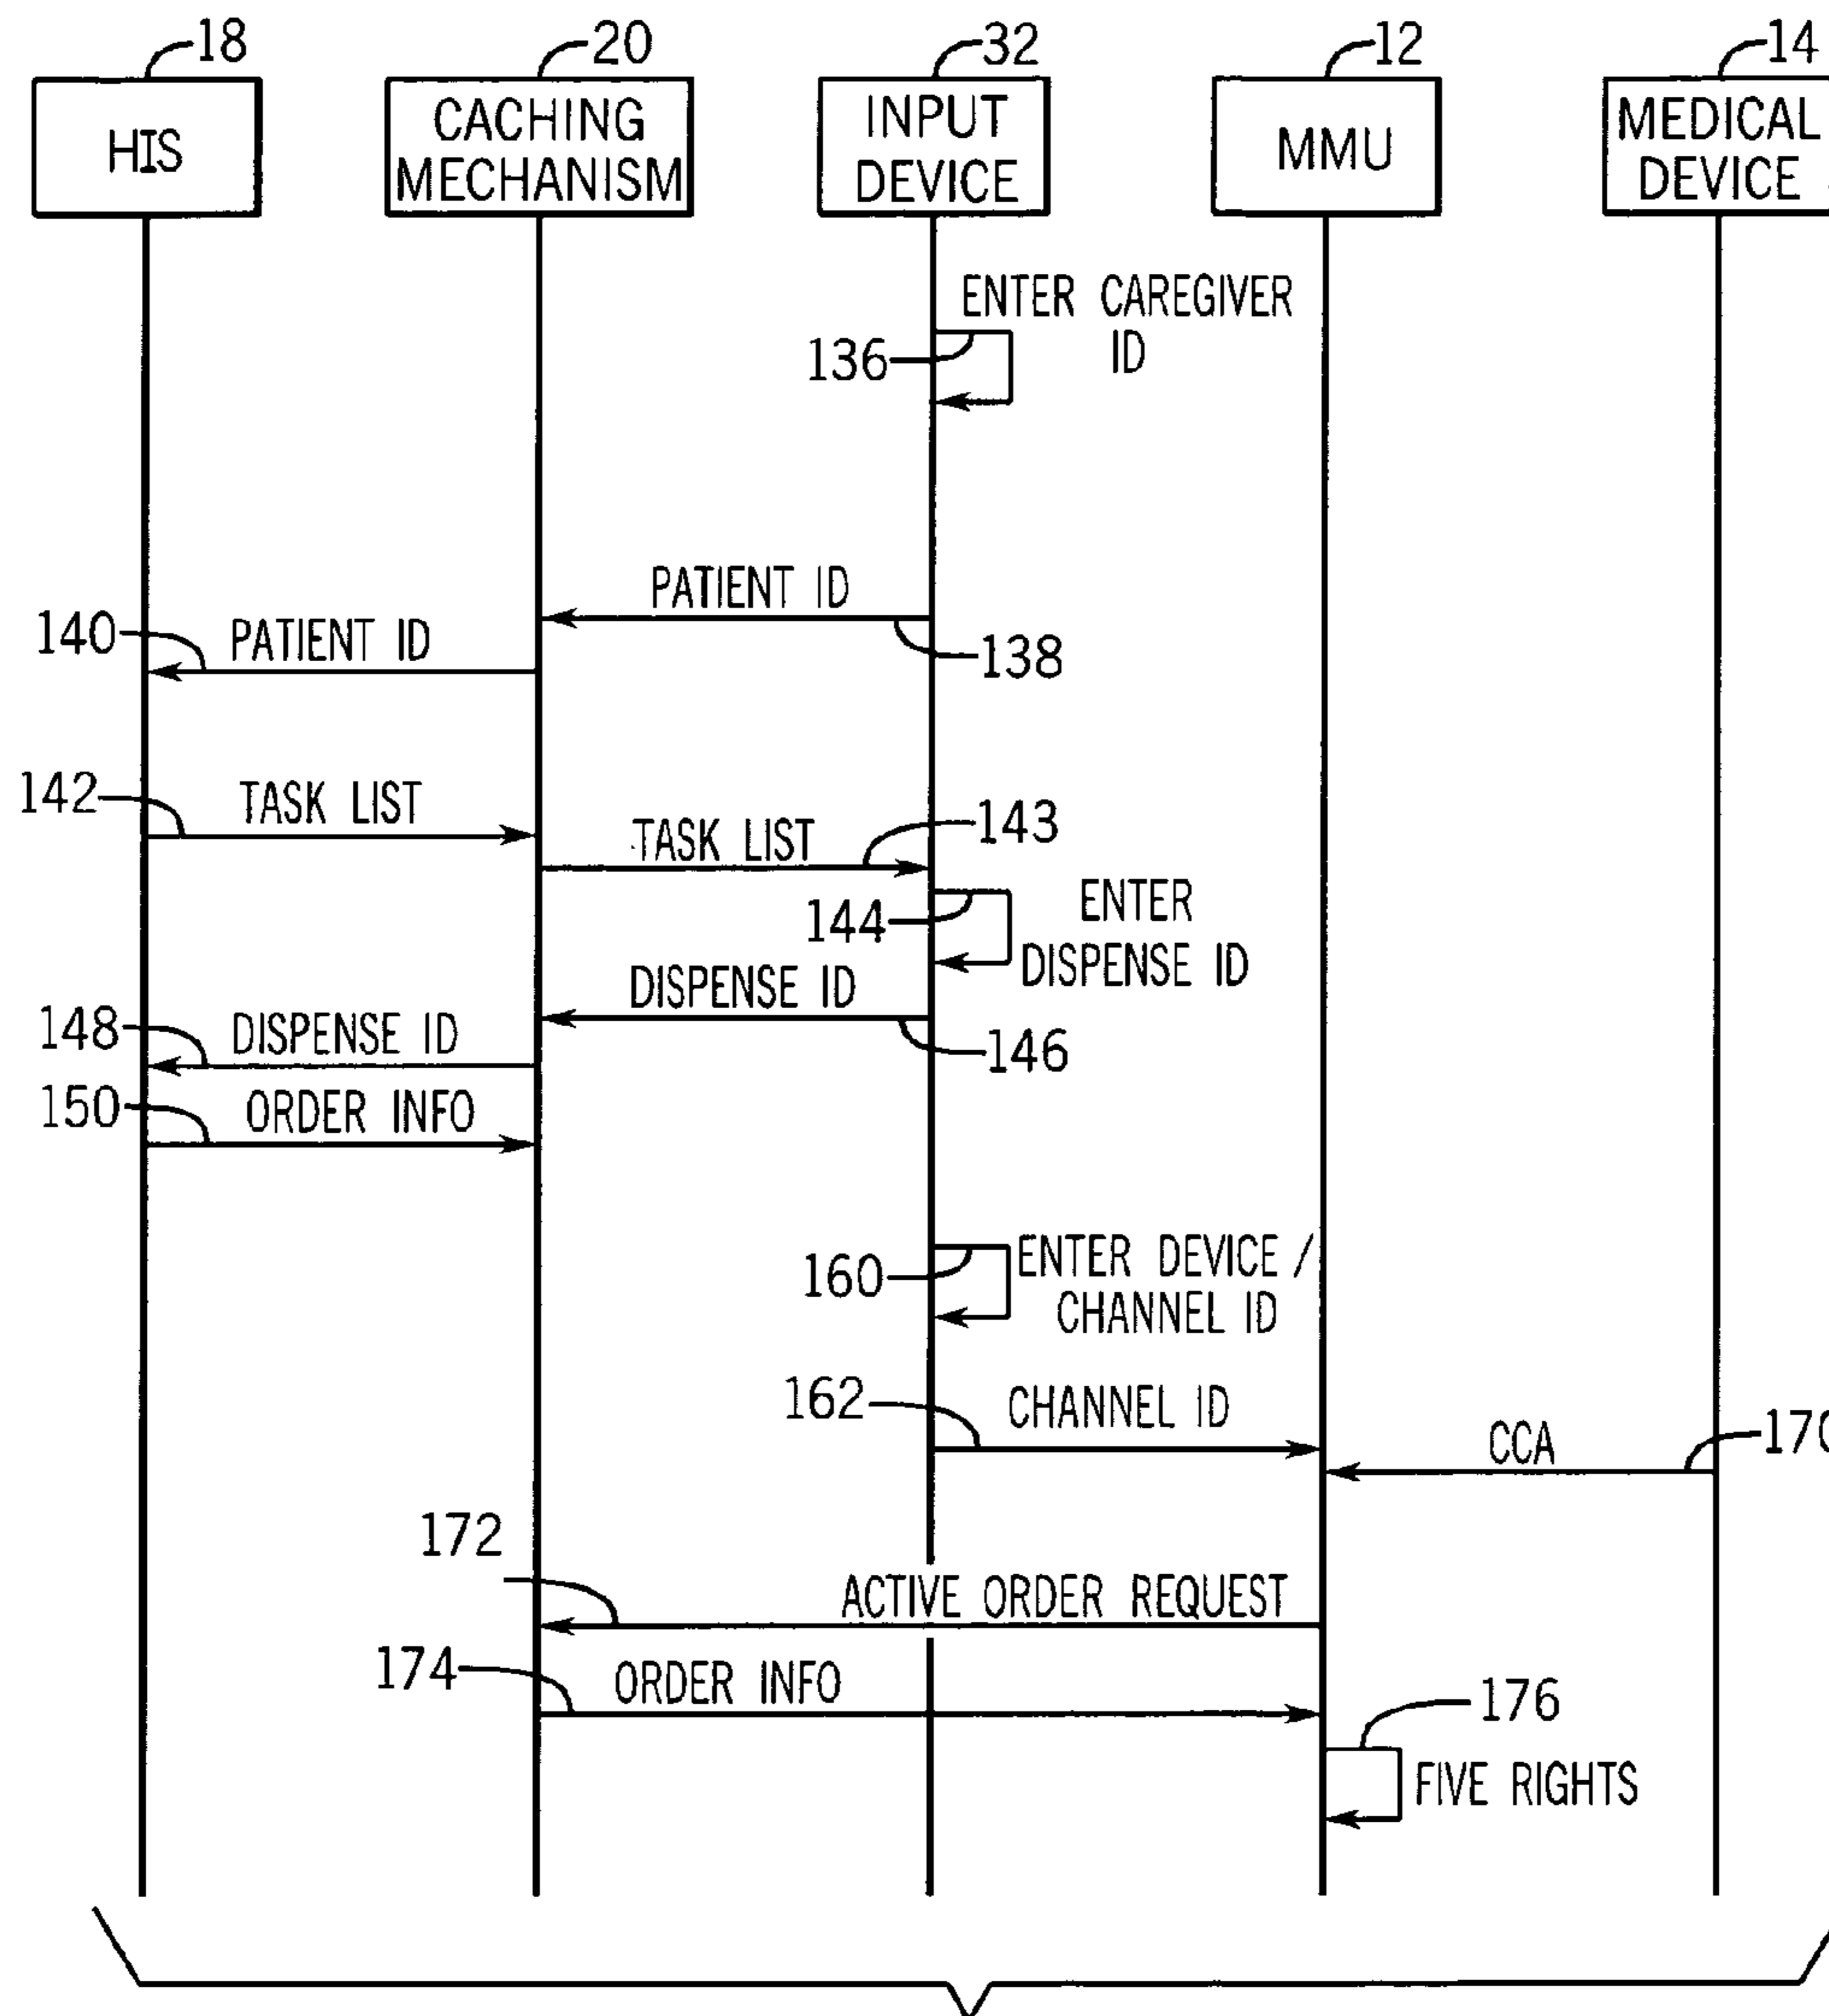 18
20
32
12
14
HIS
CACHING
MECHANISM
INPUT
DEVICE
MMU
MEDICAL
DEVICE
ENTER CAREGIVER
ID
136
PATIENT ID
138
140
PATIENT ID
142
TASK LIST
TASK LIST
143
144
ENTER
DISPENSE ID
DISPENSE ID
146
148
DISPENSE ID
150
ORDER INFO
160
ENTER DEVICE /
CHANNEL ID
162
CHANNEL ID
CCA
170
172
ACTIVE ORDER REQUEST
174
ORDER INFO
176
FIVE RIGHTS